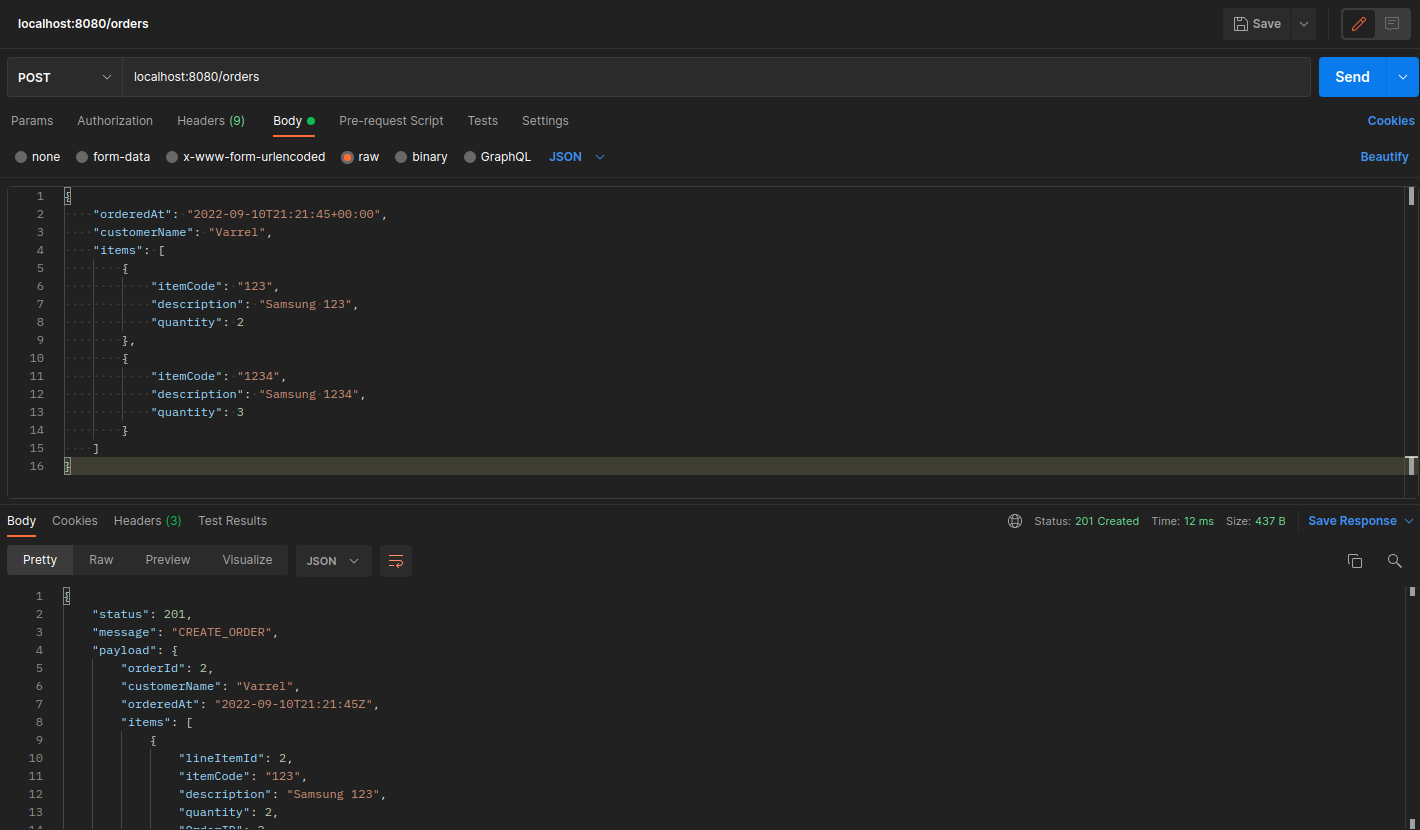 localhost:8080/orders
Save
POST
localhost:8080/orders
Send
Params Authorization Headers (9) Body Pre-request Script Tests Settings Cookies
none form-data x-www-form-urlencoded raw binary GraphQL JSON Beautify
1 {
2 "orderedAt": "2022-09-10T21:21:45+00:00",
3 "customerName": "Varrel",
4 "items": [
5 {
6 "itemCode": "123",
7 "description": "Samsung 123",
8 "quantity": 2
9 },
10 {
11 "itemCode": "1234",
12 "description": "Samsung 1234",
13 "quantity": 3
14 }
15 ]
16 }
Body Cookies Headers (3) Test Results Status: 201 Created Time: 12 ms Size: 437 B Save Response
Pretty Raw Preview Visualize JSON
1 {
2 "status": 201,
3 "message": "CREATE_ORDER",
4 "payload": {
5 "orderId": 2,
6 "customerName": "Varrel",
7 "orderedAt": "2022-09-10T21:21:45Z",
8 "items": [
9 {
10 "lineItemId": 2,
11 "itemCode": "123",
12 "description": "Samsung 123",
13 "quantity": 2,
14 "OrderID": 2